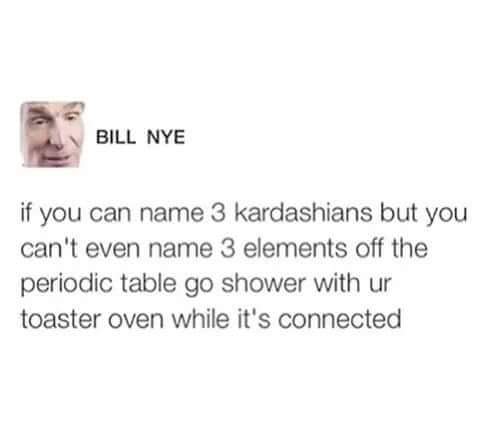 BILL NYE
if you can name 3 kardashians but you
can't even name 3 elements off the
periodic table go shower with ur
toaster oven while it's connected